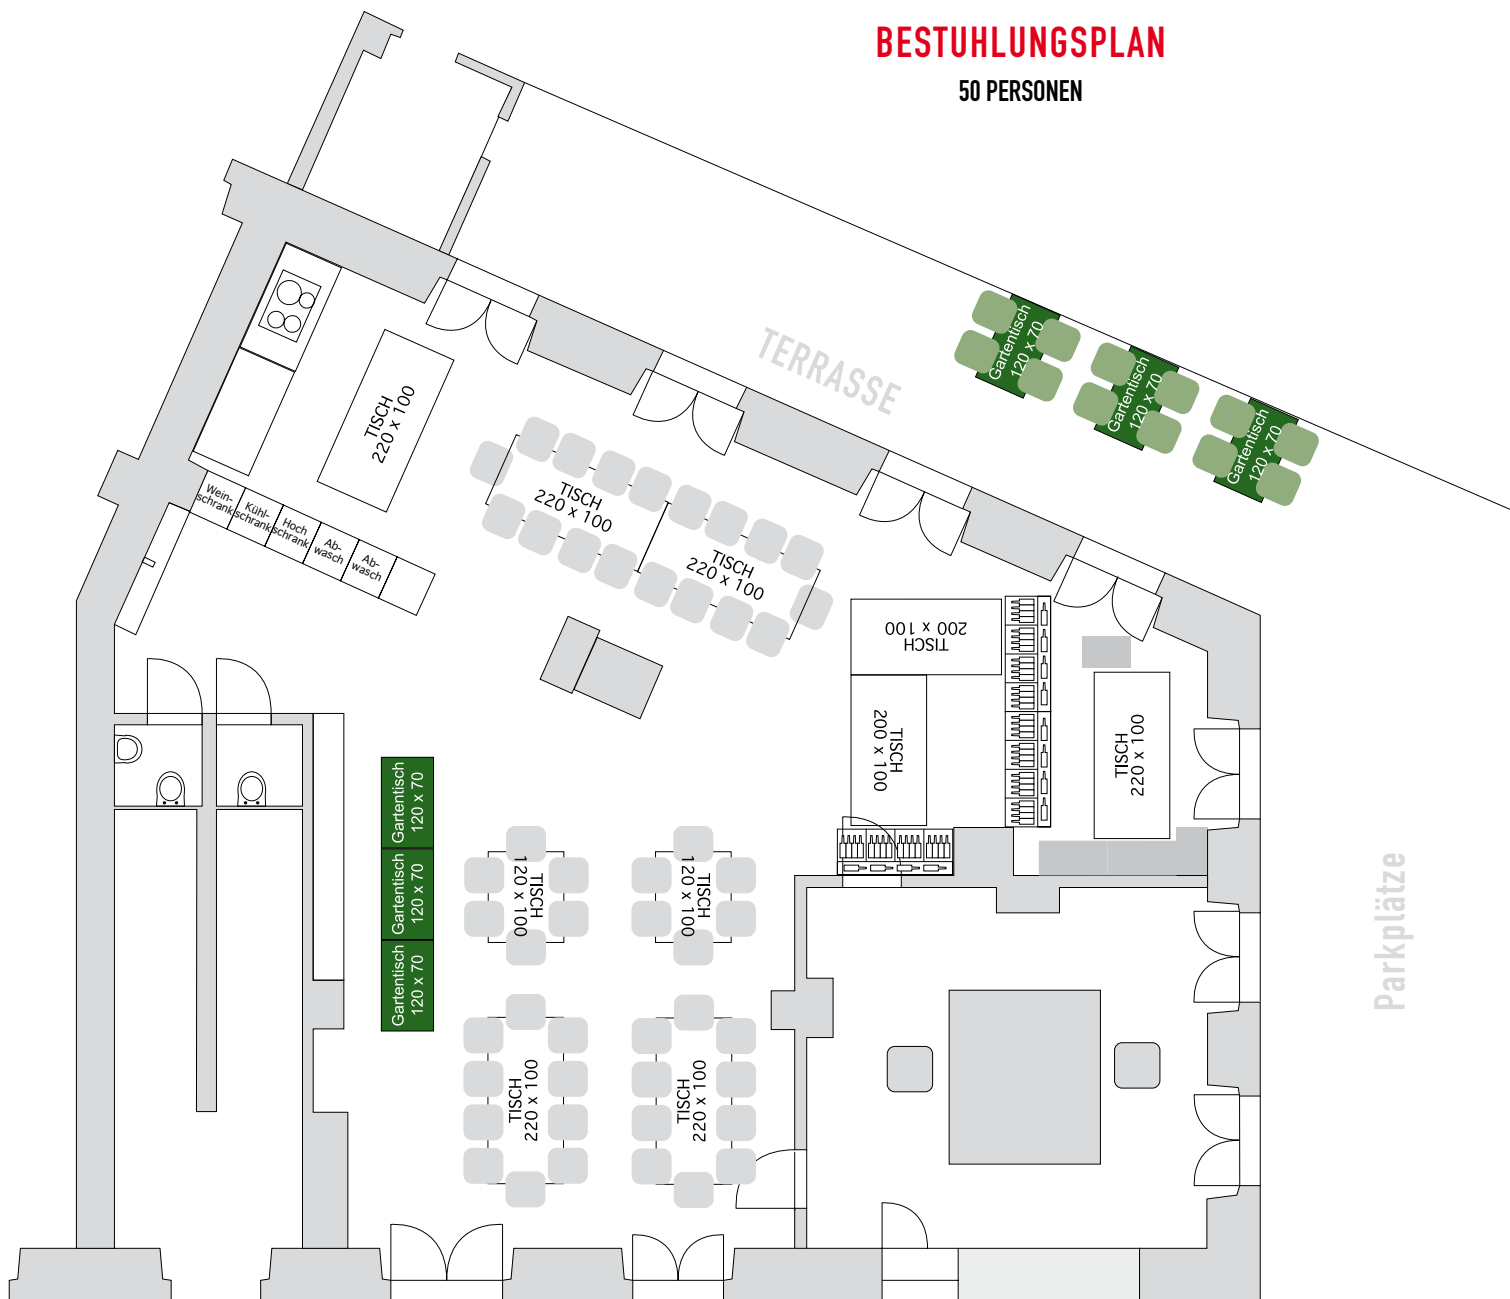 BESTUHLUNGSPLAN
50 PERSONEN
TERRASSE
Gartentisch
120 x 70
Gartentisch
120 x 70
Gartentisch
120 x 70
TISCH
220 x 100
Wein-
schrank
Kühl-
schrank
Hoch
schrank
Ab-
wasch
Ab-
wasch
TISCH
220 x 100
TISCH
220 x 100
TISCH
200 x 100
TISCH
200 x 100
TISCH
220 x 100
Gartentisch
120 x 70
Gartentisch
120 x 70
Gartentisch
120 x 70
TISCH
120 x 100
TISCH
120 x 100
TISCH
220 x 100
TISCH
220 x 100
Parkplätze